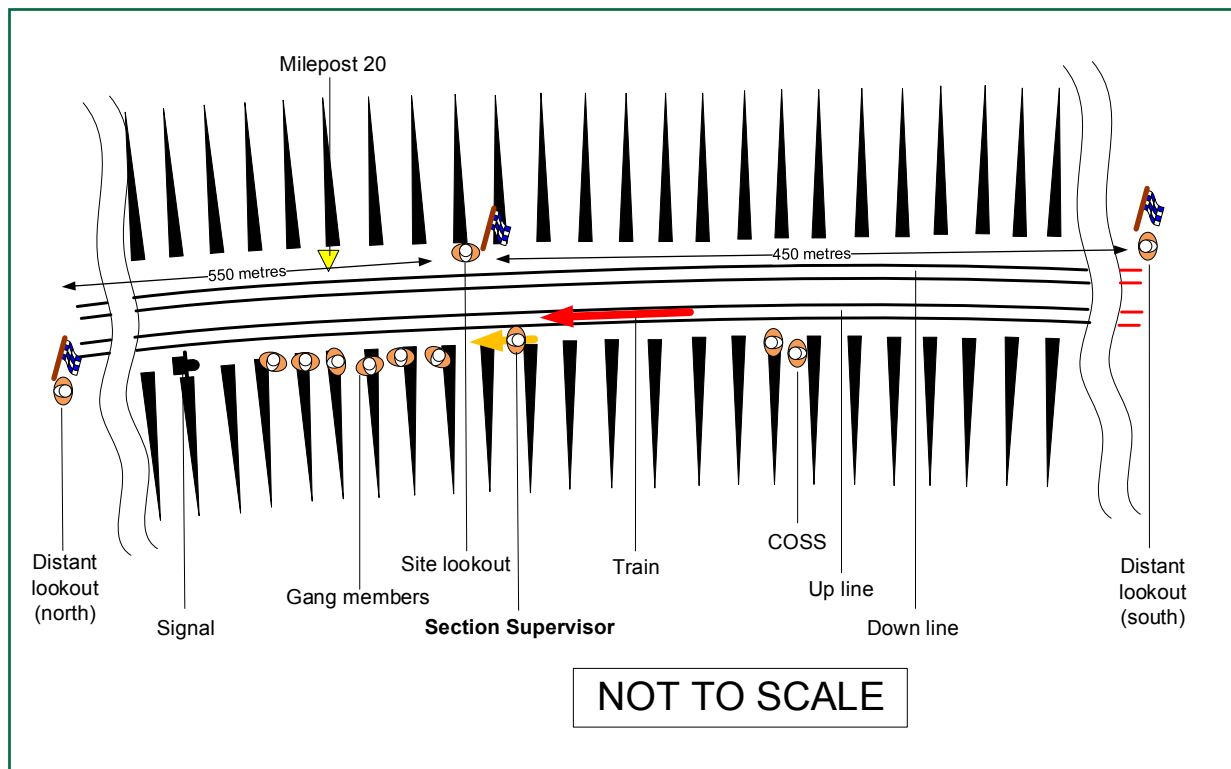 Milepost 20
550 metres
450 metres
Distant
lookout
(north)
Signal
Gang members
Site lookout
Section Supervisor
Train
COSS
Up line
Down line
Distant
lookout
(south)
NOT TO SCALE